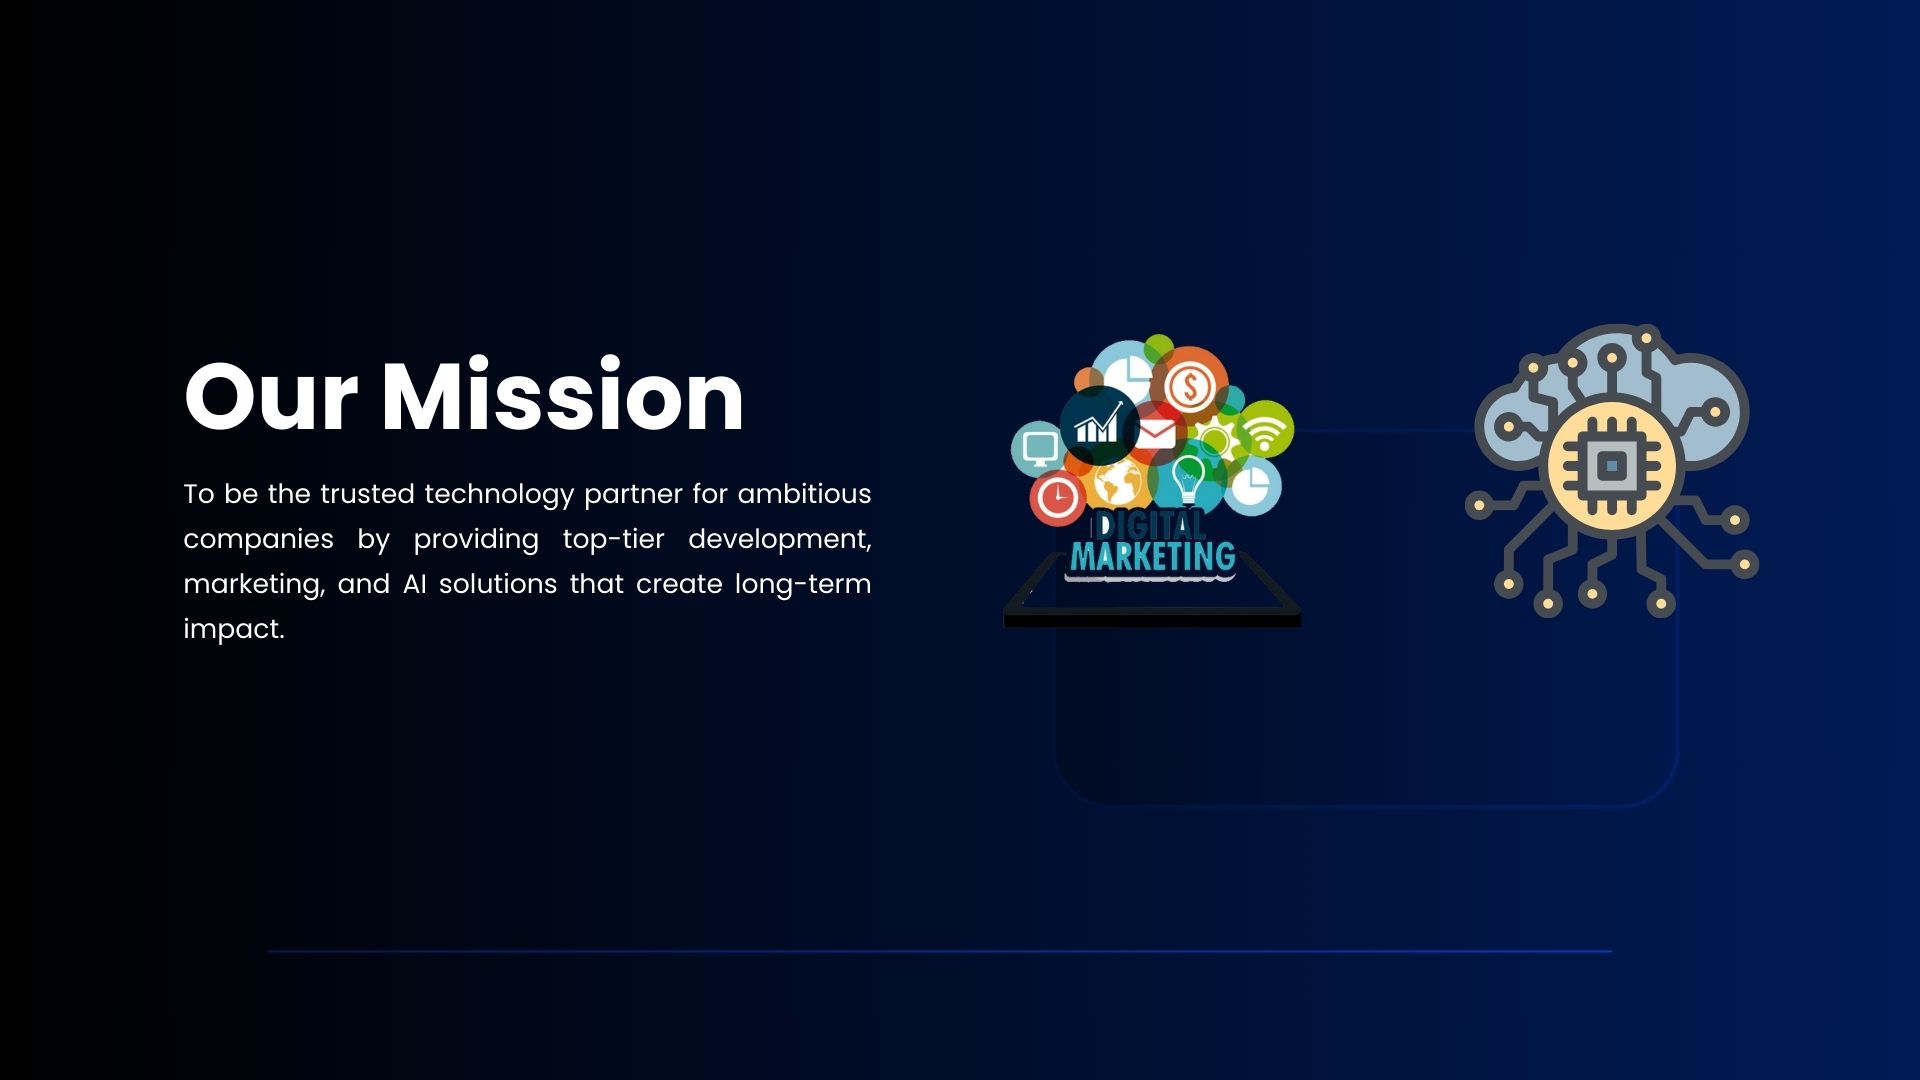 Our Mission
To be the trusted technology partner for ambitious
companies by providing top-tier development,
marketing, and AI solutions that create long-term
impact.
DIGITAL
MARKETING